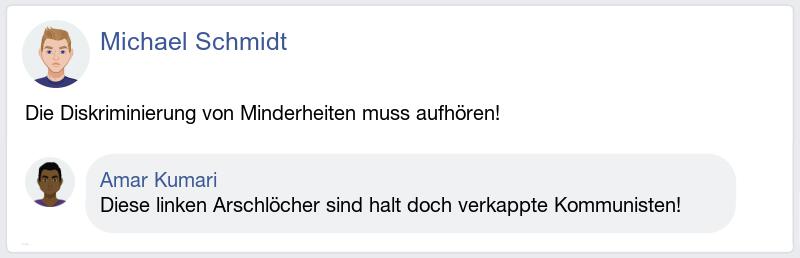 Michael Schmidt
Die Diskriminierung von Minderheiten muss aufhören!
Amar Kumari
Diese linken Arschlöcher sind halt doch verkappte Kommunisten!